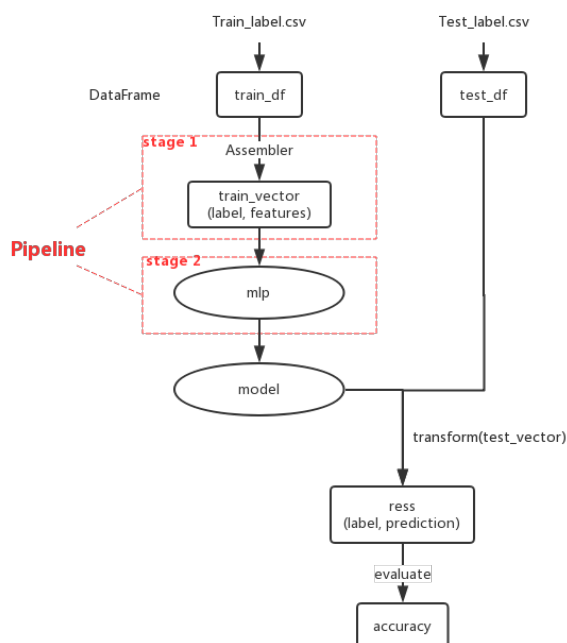 Train_label.csv
Test_label.csv
DataFrame
train_df
test_df
stage 1
Assembler
train_vector
(label, features)
Pipeline
stage 2
mlp
model
transform(test_vector)
ress
(label, prediction)
evaluate
accuracy